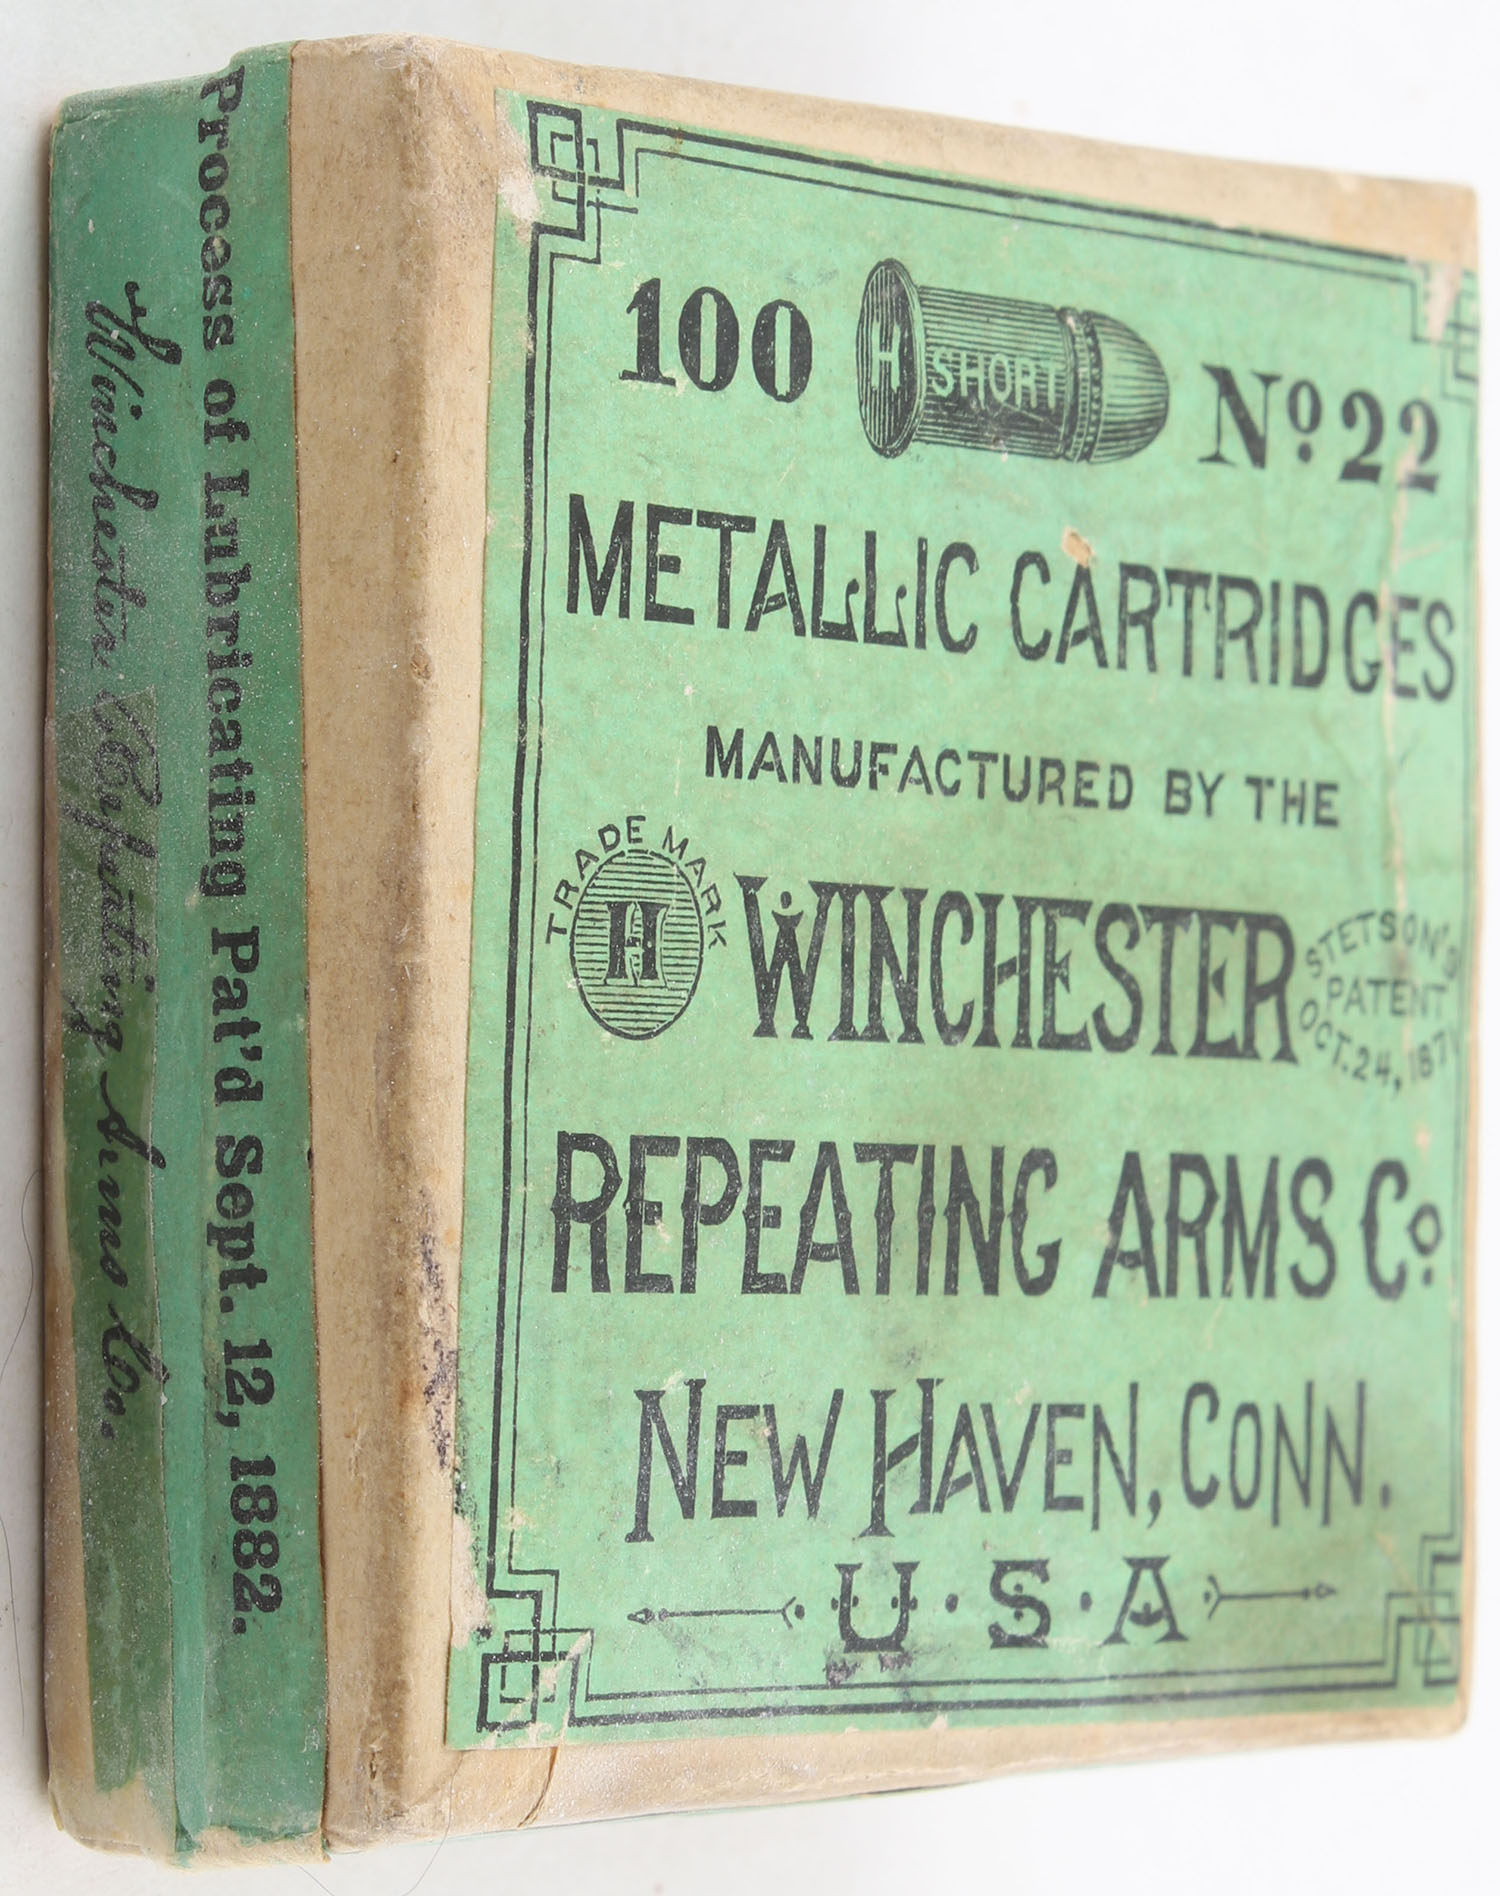 100 H SHORT Nº 22
METALLIC CARTRIDGES
MANUFACTURED BY THE
TRADE MARK
H
WINCHESTER
STETSON'S
PATENT
OCT. 24, 1871
REPEATING ARMS Cº
NEW HAVEN, CONN.
U·S·A
Process of Lubricating Pat'd Sept. 12, 1882.
Winchester Repeating Arms Co.